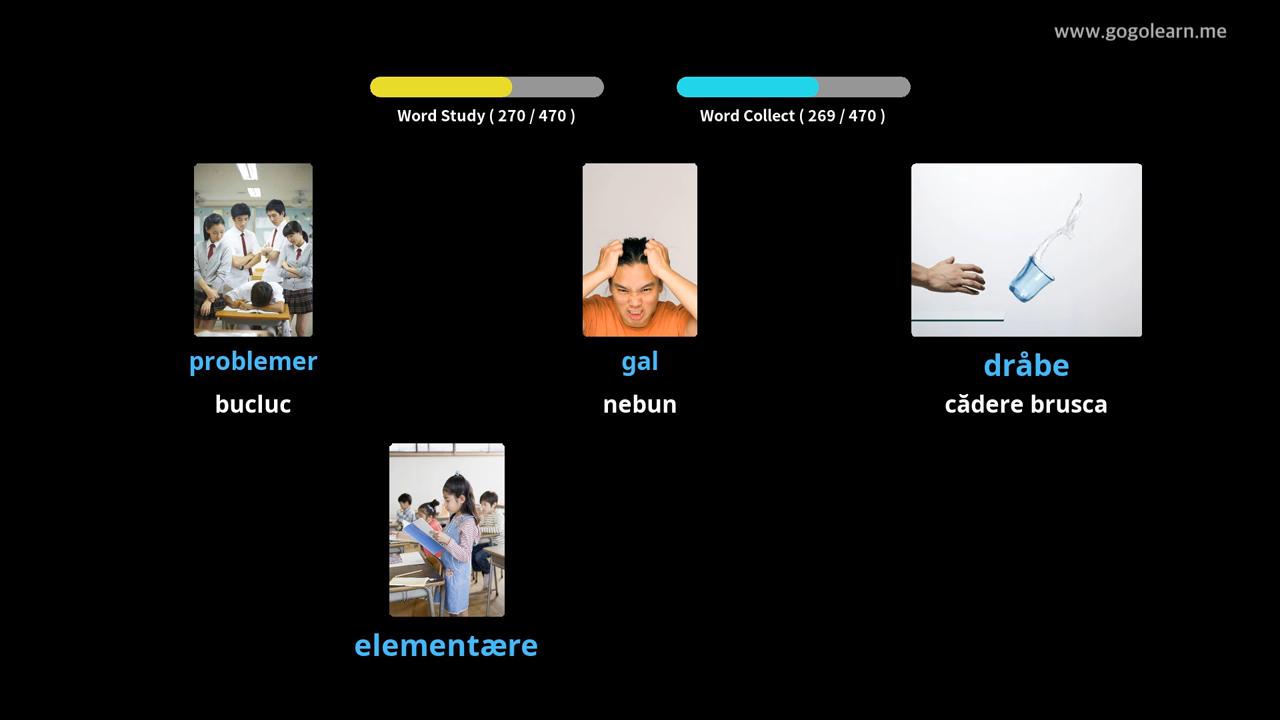 www.gogolearn.me
Word Study ( 270 / 470 )
Word Collect ( 269 / 470 )
problemer
gal
dråbe
bucluc
nebun
cădere brusca
elementære